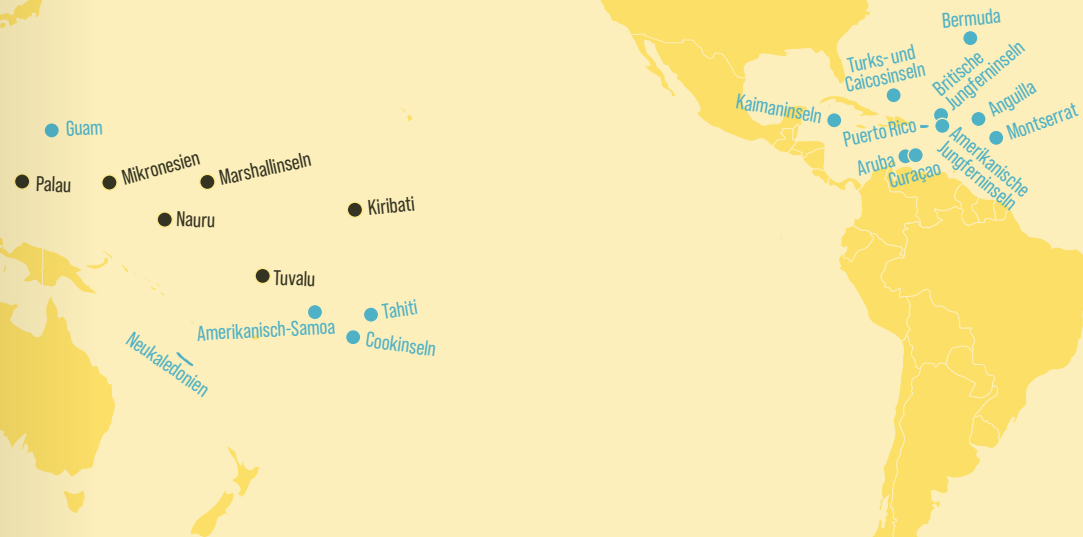 Bermuda
Turks- und
Caicosinseln
Britische
Jungferninseln
Kaimaninseln
Anguilla
Puerto Rico
Montserrat
Amerikanische
Jungferninseln
Aruba
Curaçao
Guam
Palau
Mikronesien
Marshallinseln
Nauru
Kiribati
Tuvalu
Tahiti
Amerikanisch-Samoa
Cookinseln
Neukaledonien